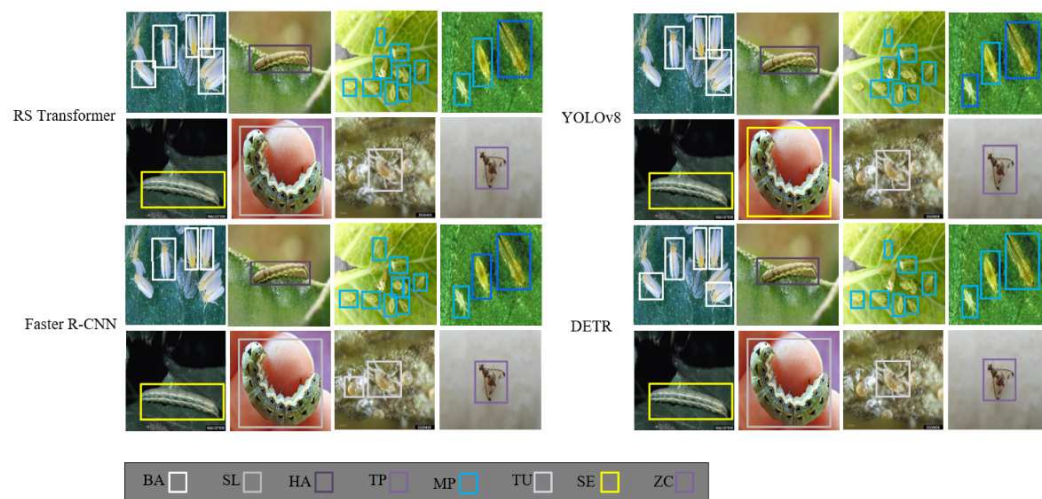 RS Transformer
YOLOv8
Faster R-CNN
DETR
BA SL HA TP MP TU SE ZC